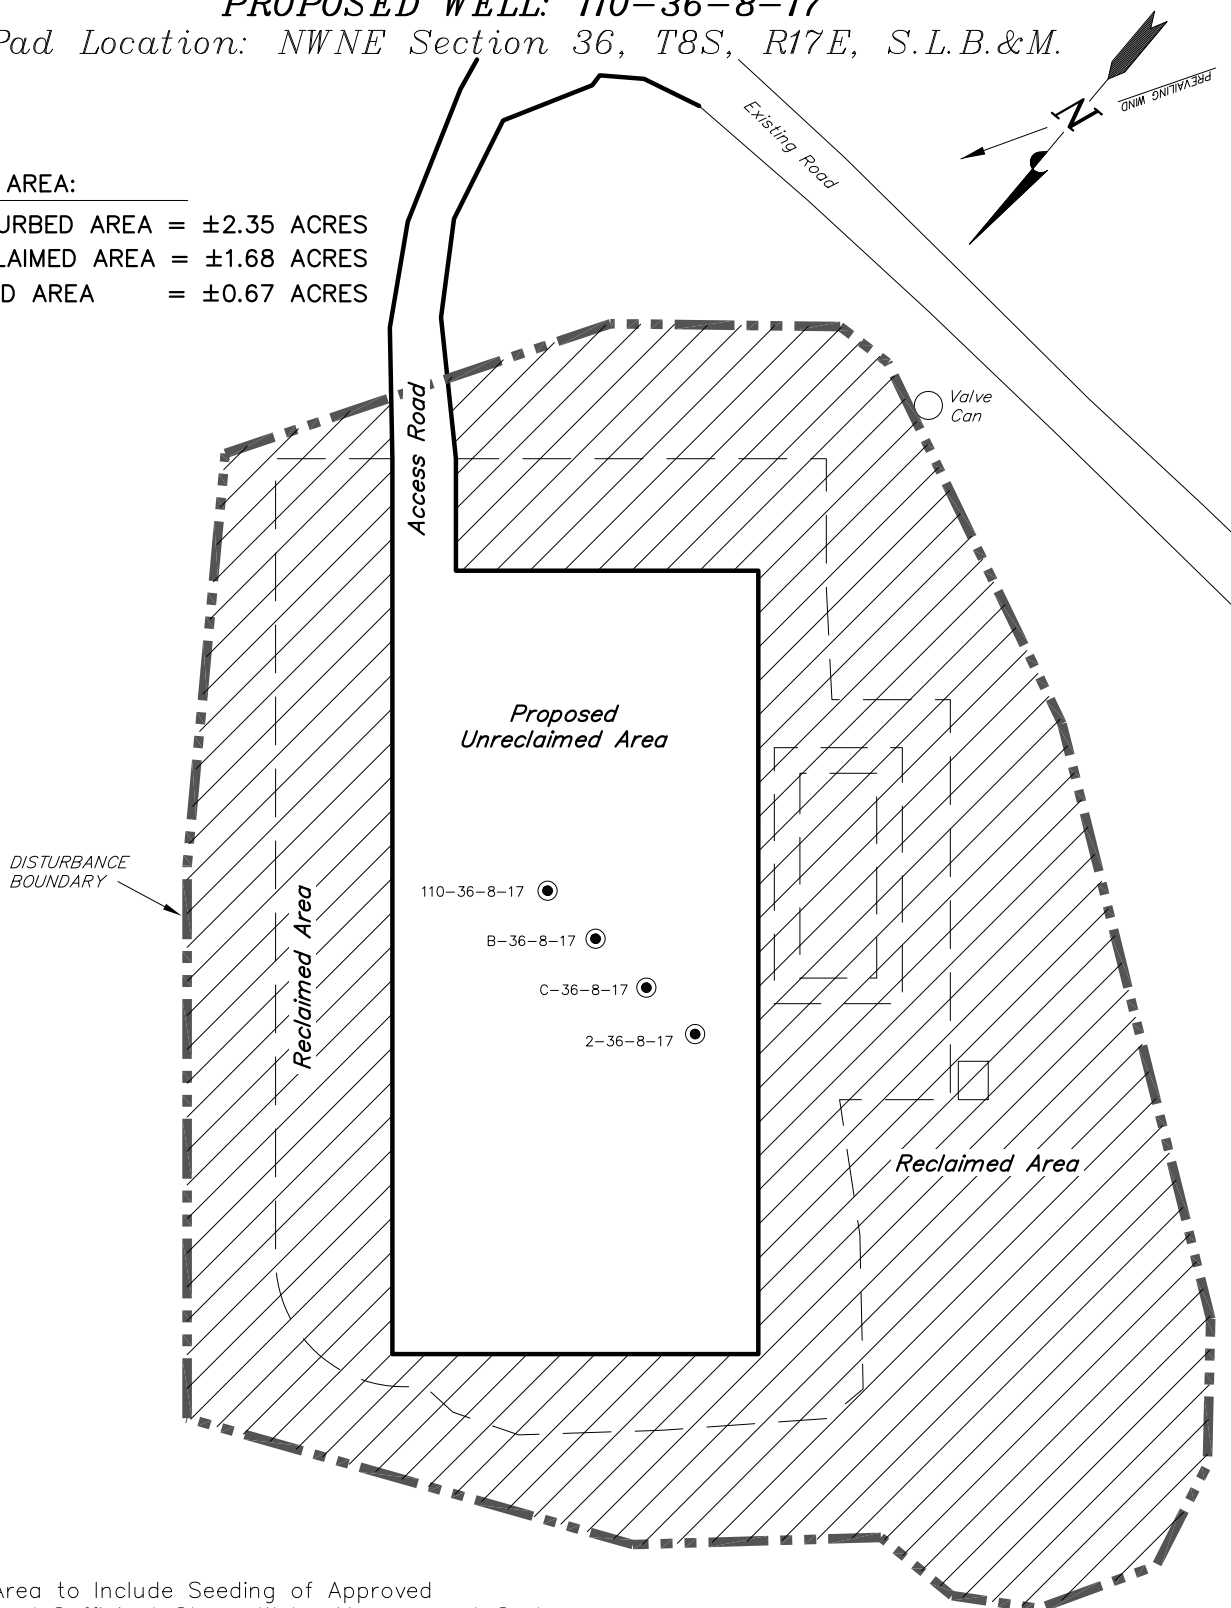 PROPOSED WELL: 110-36-8-17
Pad Location: NWNE Section 36, T8S, R17E, S.L.B.&M.
PREVAILING WIND
N
Existing Road
AREA:
URBED AREA = ±2.35 ACRES
LAIMED AREA = ±1.68 ACRES
D AREA = ±0.67 ACRES
Valve
Can
Access Road
Proposed
Unreclaimed Area
DISTURBANCE
BOUNDARY
Reclaimed Area
110-36-8-17
B-36-8-17
C-36-8-17
2-36-8-17
Reclaimed Area
Area to Include Seeding of Approved